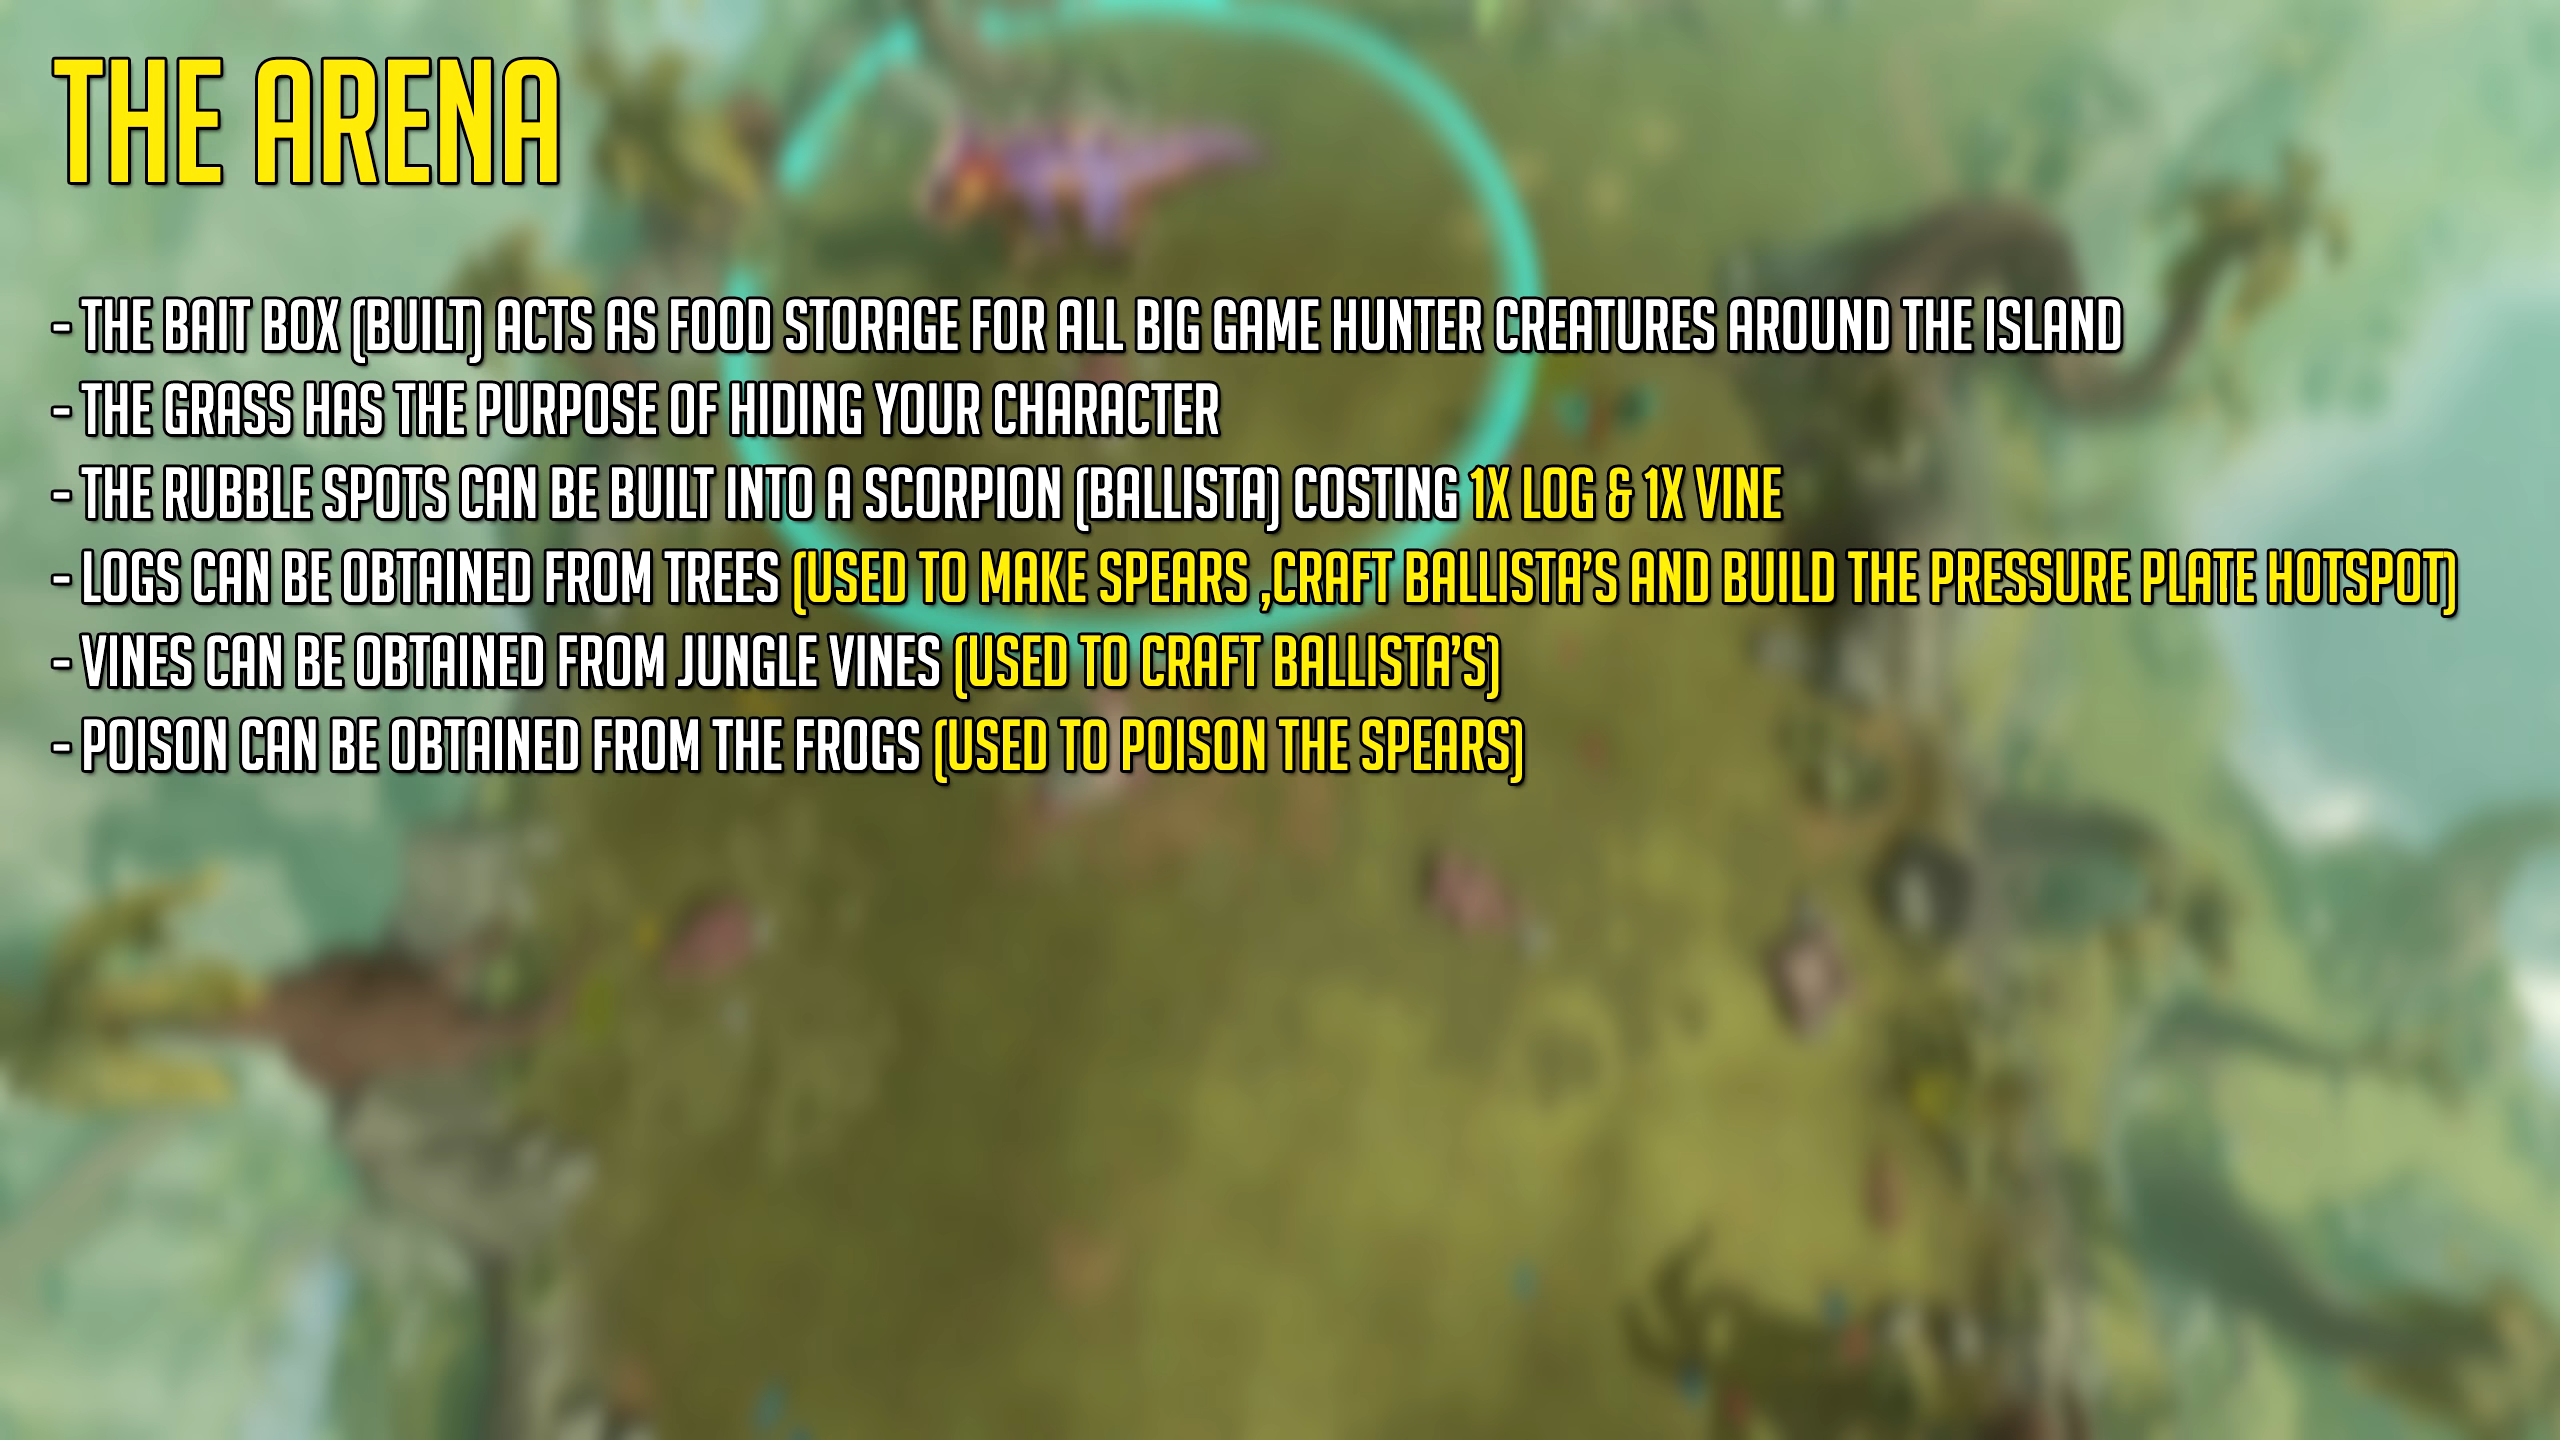 THE ARENA
- THE BAIT BOX (BUILT) ACTS AS FOOD STORAGE FOR ALL BIG GAME HUNTER CREATURES AROUND THE ISLAND
- THE GRASS HAS THE PURPOSE OF HIDING YOUR CHARACTER
- THE RUBBLE SPOTS CAN BE BUILT INTO A SCORPION (BALLISTA) COSTING 1X LOG & 1X VINE
- LOGS CAN BE OBTAINED FROM TREES (USED TO MAKE SPEARS ,CRAFT BALLISTA'S AND BUILD THE PRESSURE PLATE HOTSPOT)
- VINES CAN BE OBTAINED FROM JUNGLE VINES (USED TO CRAFT BALLISTA'S)
- POISON CAN BE OBTAINED FROM THE FROGS (USED TO POISON THE SPEARS)